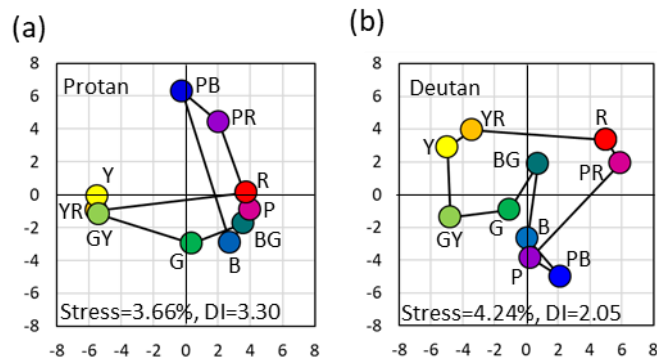 (a)
(b)
8
6
4
2
0
-2
-4
-6
-8
Protan
PB
PR
Y
R
YR
P
GY
BG
G
B
Stress=3.66%, DI=3.30
-8 -6 -4 -2 0 2 4 6 8
8
6
4
2
0
-2
-4
-6
-8
Deutan
YR
R
Y
BG
PR
GY
G
B
P
PB
Stress=4.24%, DI=2.05
-8 -6 -4 -2 0 2 4 6 8